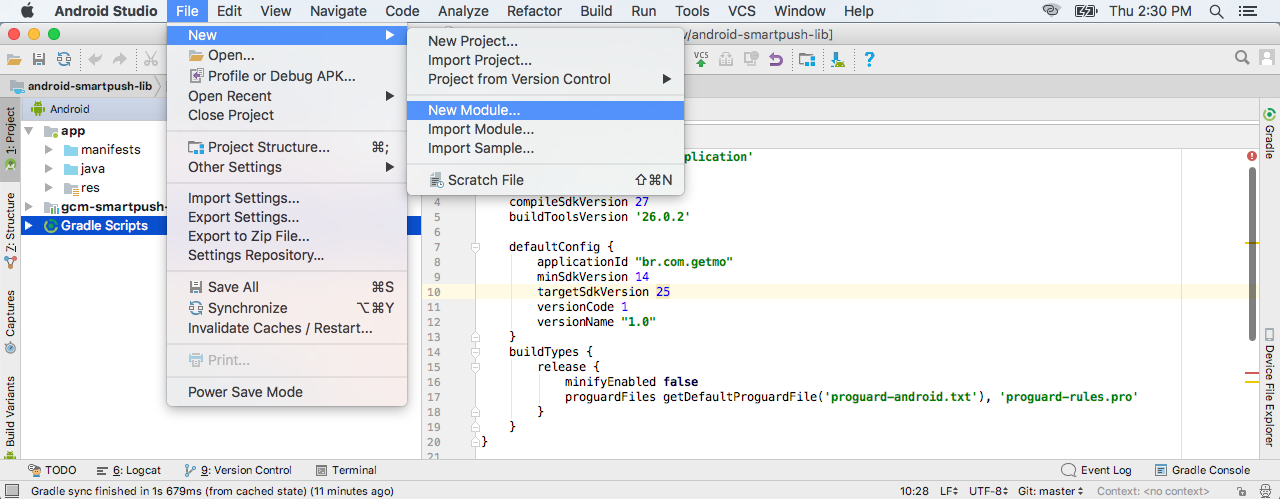 Android Studio File Edit View Navigate Code Analyze Refactor Build Run Tools VCS Window Help Thu 2:30 PM
/android-smartpush-lib]
New
Open...
Profile or Debug APK...
Open Recent
Close Project
Project Structure... ⌘;
Other Settings
Import Settings...
Export Settings...
Export to Zip File...
Settings Repository...
Save All ⌘S
Synchronize ⌥⌘Y
Invalidate Caches / Restart...
Print...
Power Save Mode
New Project...
Import Project...
Project from Version Control
New Module...
Import Module...
Import Sample...
Scratch File ⇧⌘N
VCS
android-smartpush-lib
Android
app
manifests
java
res
gcm-smartpush-
Gradle Scripts
1: Project
Z: Structure
Captures
Build Variants
Gradle
Device File Explorer
plication'
4 compileSdkVersion 27
5 buildToolsVersion '26.0.2'
6
7 defaultConfig {
8 applicationId "br.com.getmo"
9 minSdkVersion 14
10 targetSdkVersion 25
11 versionCode 1
12 versionName "1.0"
13 }
14 buildTypes {
15 release {
16 minifyEnabled false
17 proguardFiles getDefaultProguardFile('proguard-android.txt'), 'proguard-rules.pro'
18 }
19 }
20 }
21
TODO 6: Logcat 9: Version Control Terminal Event Log Gradle Console
Gradle sync finished in 1s 679ms (from cached state) (11 minutes ago) 10:28 LF UTF-8 Git: master Context: <no context>